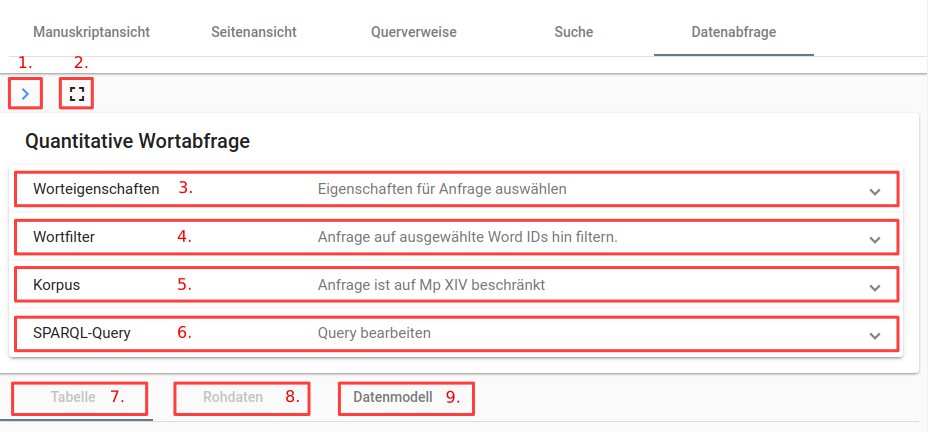 Manuskriptansicht Seitenansicht Querverweise Suche Datenabfrage
1. 2.
Quantitative Wortabfrage
Worteigenschaften 3. Eigenschaften für Anfrage auswählen
Wortfilter 4. Anfrage auf ausgewählte Word IDs hin filtern.
Korpus 5. Anfrage ist auf Mp XIV beschränkt
SPARQL-Query 6. Query bearbeiten
Tabelle 7. Rohdaten 8. Datenmodell 9.